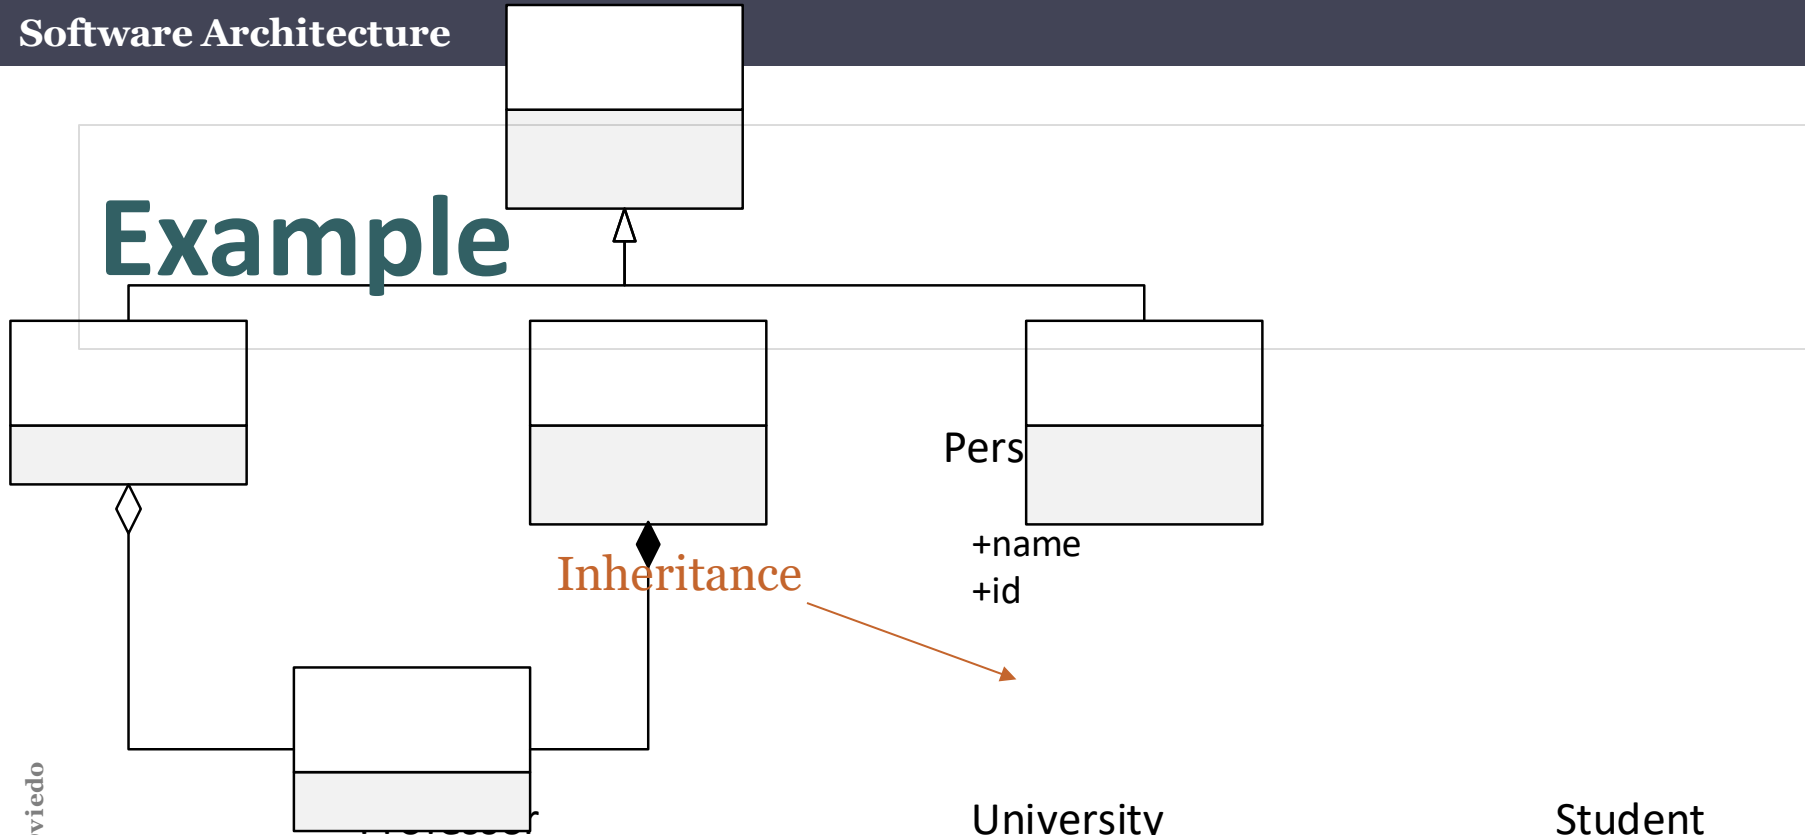 Software Architecture
Example
Pers
+name
+id
Inheritance
University
Student